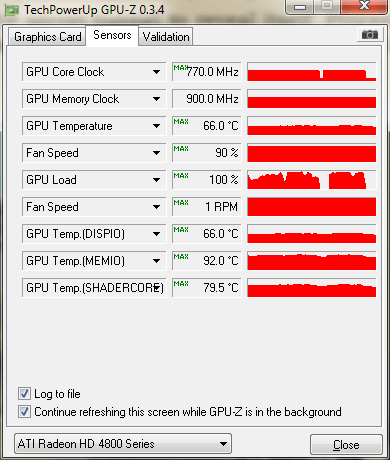 TechPowerUp GPU-Z 0.3.4
Graphics Card Sensors Validation
GPU Core Clock MAX 770.0 MHz
GPU Memory Clock 900.0 MHz
GPU Temperature MAX 66.0 °C
Fan Speed MAX 90 %
GPU Load MAX 100 %
Fan Speed MAX 1 RPM
GPU Temp.(DISPIO) MAX 66.0 °C
GPU Temp.(MEMIO) MAX 92.0 °C
GPU Temp.(SHADERCORE) MAX 79.5 °C
Log to file
Continue refreshing this screen while GPU-Z is in the background
ATI Radeon HD 4800 Series Close